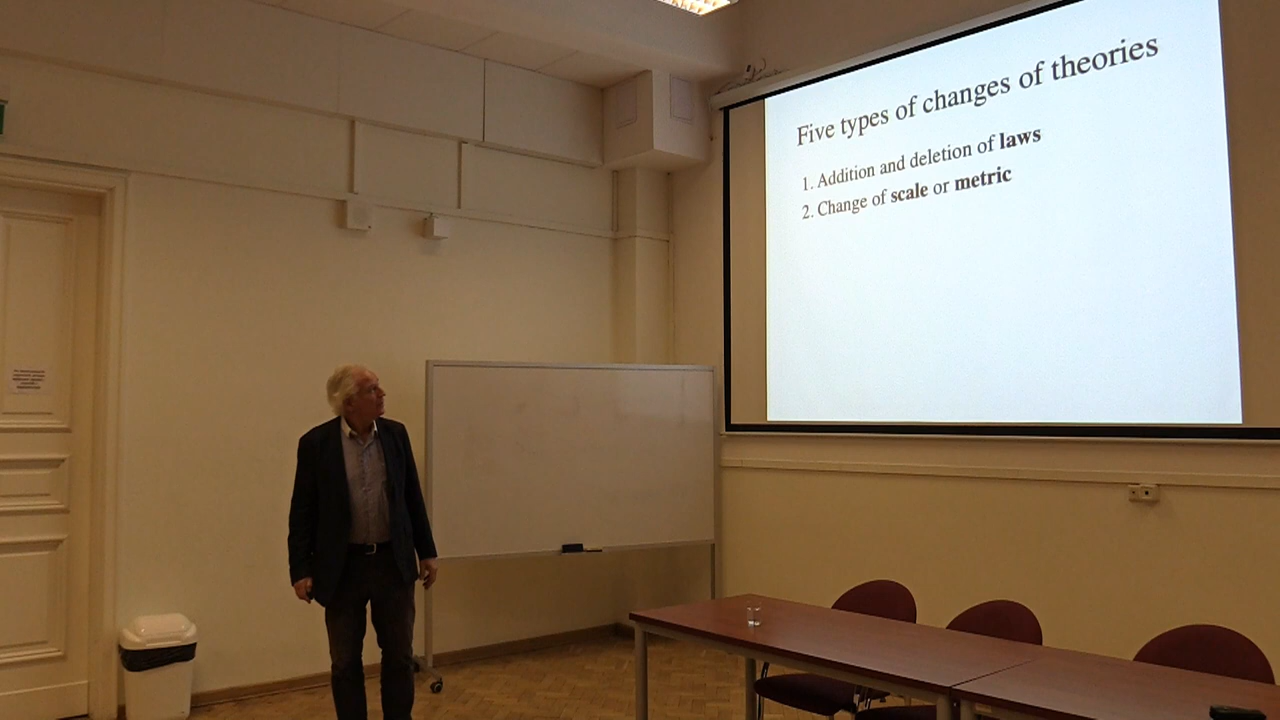 Five types of changes of theories
1. Addition and deletion of laws
2. Change of scale or metric